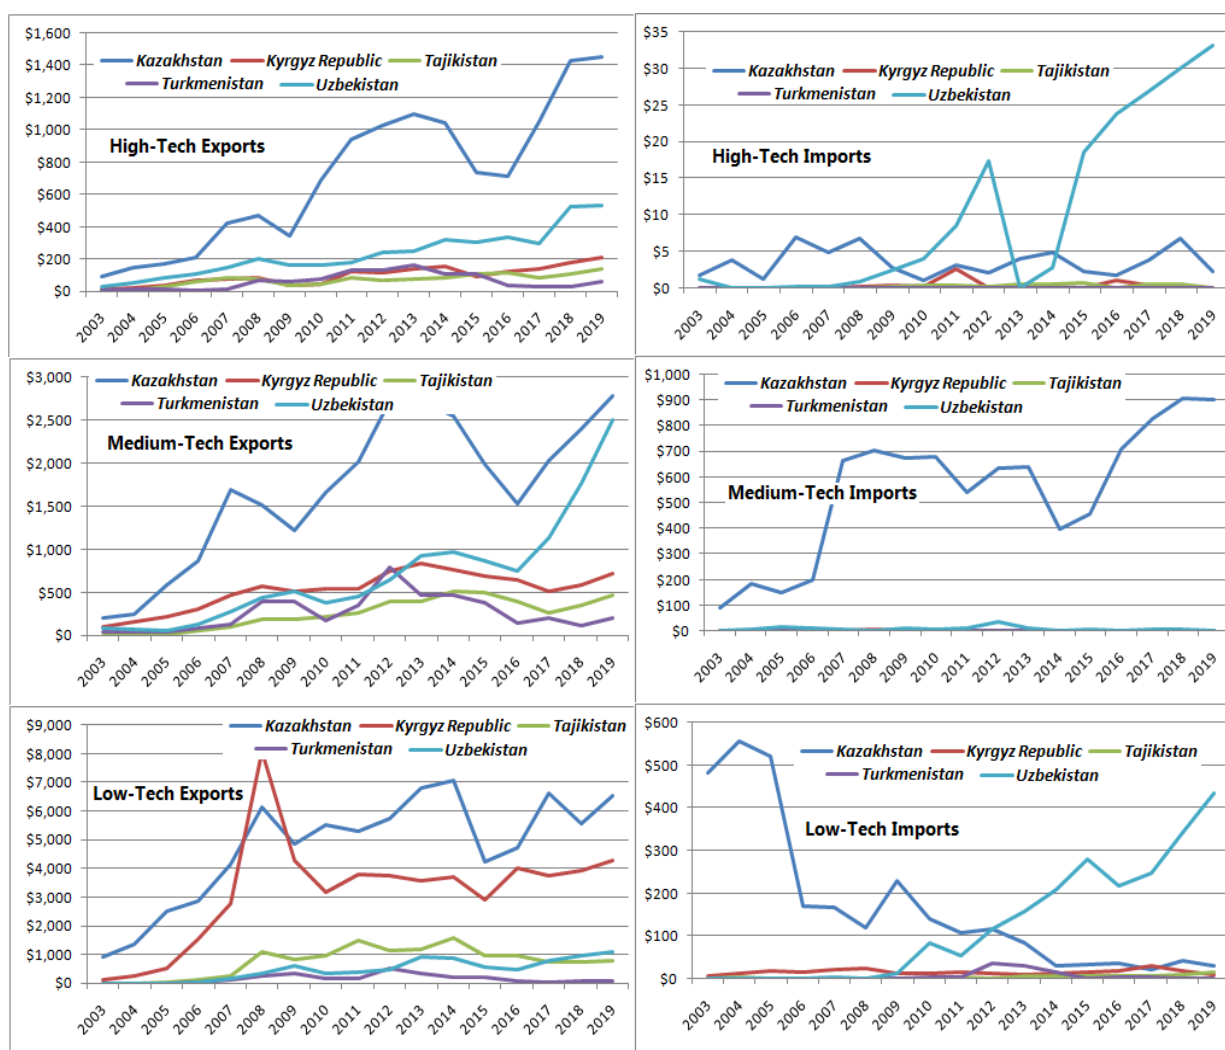 $1,600
$1,400
$1,200
$1,000
$800
$600
$400
$200
$0
Kazakhstan Kyrgyz Republic Tajikistan
Turkmenistan Uzbekistan
High-Tech Exports
2003 2004 2005 2006 2007 2008 2009 2010 2011 2012 2013 2014 2015 2016 2017 2018 2019
$35
$30
$25
$20
$15
$10
$5
$0
Kazakhstan Kyrgyz Republic Tajikistan
Turkmenistan Uzbekistan
High-Tech Imports
2003 2004 2005 2006 2007 2008 2009 2010 2011 2012 2013 2014 2015 2016 2017 2018 2019
$3,000
$2,500
$2,000
$1,500
$1,000
$500
$0
Kazakhstan Kyrgyz Republic Tajikistan
Turkmenistan Uzbekistan
Medium-Tech Exports
2003 2004 2005 2006 2007 2008 2009 2010 2011 2012 2013 2014 2015 2016 2017 2018 2019
$1,000
$900
$800
$700
$600
$500
$400
$300
$200
$100
$0
Kazakhstan Kyrgyz Republic Tajikistan
Turkmenistan Uzbekistan
Medium-Tech Imports
2003 2004 2005 2006 2007 2008 2009 2010 2011 2012 2013 2014 2015 2016 2017 2018 2019
$9,000
$8,000
$7,000
$6,000
$5,000
$4,000
$3,000
$2,000
$1,000
$0
Kazakhstan Kyrgyz Republic Tajikistan
Turkmenistan Uzbekistan
Low-Tech Exports
2003 2004 2005 2006 2007 2008 2009 2010 2011 2012 2013 2014 2015 2016 2017 2018 2019
$600
$500
$400
$300
$200
$100
$0
Kazakhstan Kyrgyz Republic Tajikistan
Turkmenistan Uzbekistan
Low-Tech Imports
2003 2004 2005 2006 2007 2008 2009 2010 2011 2012 2013 2014 2015 2016 2017 2018 2019